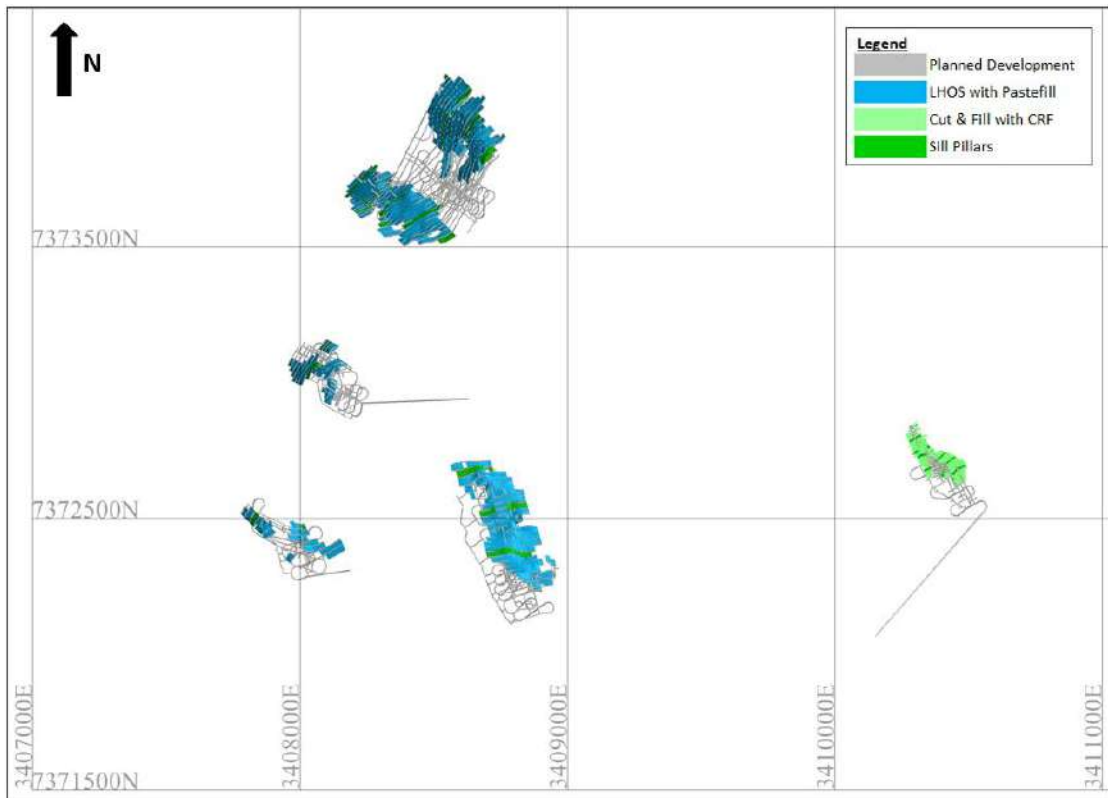 N
Legend
Planned Development
LHOS with Pastefill
Cut & Fill with CRF
Sill Pillars
7373500N
7372500N
7371500N
3407000E
3408000E
3409000E
3410000E
3411000E